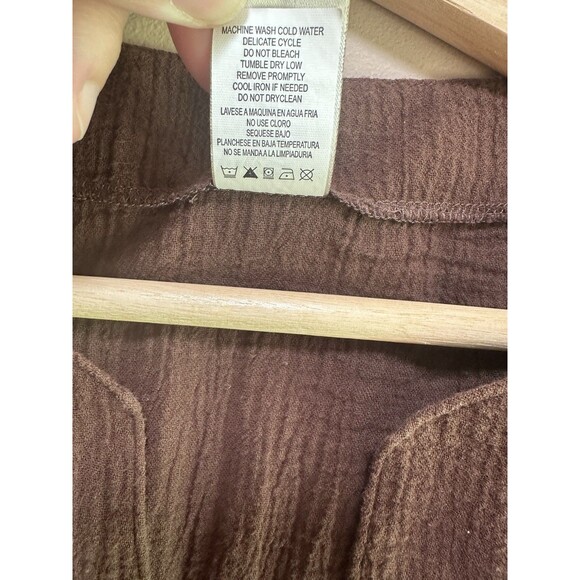 MACHINE WASH COLD WATER
DELICATE CYCLE
DO NOT BLEACH
TUMBLE DRY LOW
REMOVE PROMPTLY
COOL IRON IF NEEDED
DO NOT DRYCLEAN
LAVESE A MAQUINA EN AGUA FRIA
NO USE CLORO
SEQUESE BAJO
PLANCHESE EN BAJA TEMPERATURA
NO SE MANDA A LA LIMPIADURIA